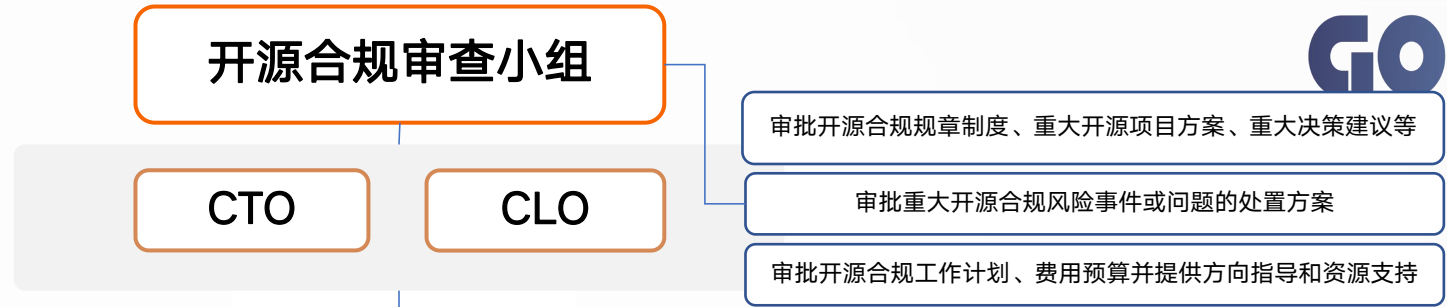 开源合规审查小组
GO
审批开源合规规章制度、重大开源项目方案、重大决策建议等
CTO
CLO
审批重大开源合规风险事件或问题的处置方案
审批开源合规工作计划、费用预算并提供方向指导和资源支持